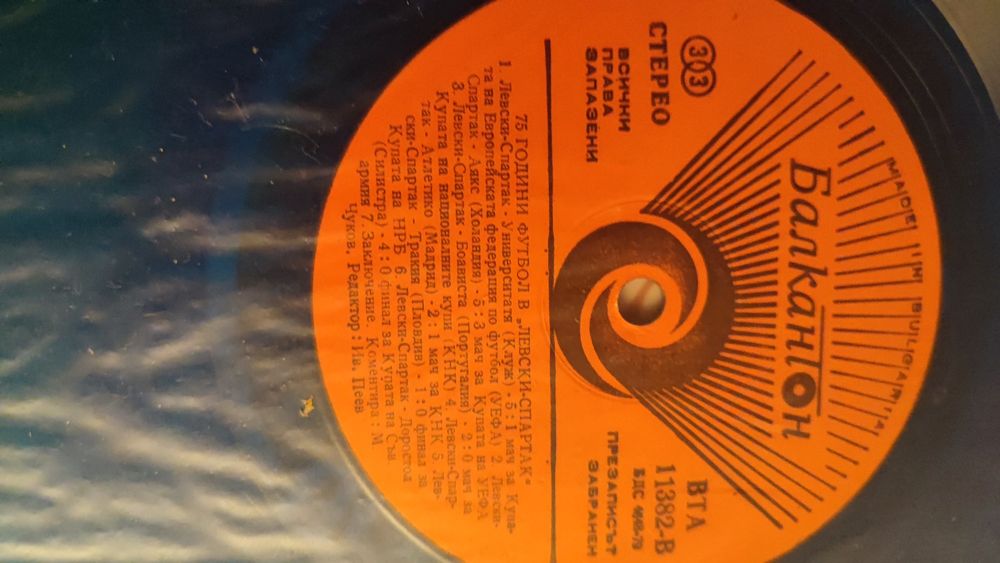 MADE IN BULGARIA
Балкантон
33
СТЕРЕО
ВСИЧКИ
ПРАВА
ЗАПАЗЕНИ
ВТА
11382-В
БДС
ПРЕЗАПИСЪТ
ЗАБРАНЕН
75 ГОДИНИ ФУТБОЛ В „ЛЕВСКИ-СПАРТАК“
1. Левски-Спартак - Университатя (Клуж) - 5 : 1 мач за Купа-
та на Европейската федерация по футбол (УЕФА) 2. Левски-
Спартак - Аякс (Холандия) - 5 : 3 мач за Купата на УЕФА
3. Левски-Спартак - Боависта (Португалия) - 2 : 0 мач за
Купата на националните купи (КНК) 4. Левски-Спар-
так - Атлетико (Мадрид) - 2 : 1 мач за КНК 5. Лев-
ски-Спартак - Тракия (Пловдив) - 1 : 0 финал за
Купата на НРБ 6. Левски-Спартак - Доростол
(Силистра) - 4 : 0 финал за Купата на Съв.
армия 7. Заключение. Коментира : М.
Чуков. Редактор : Ив. Пеев